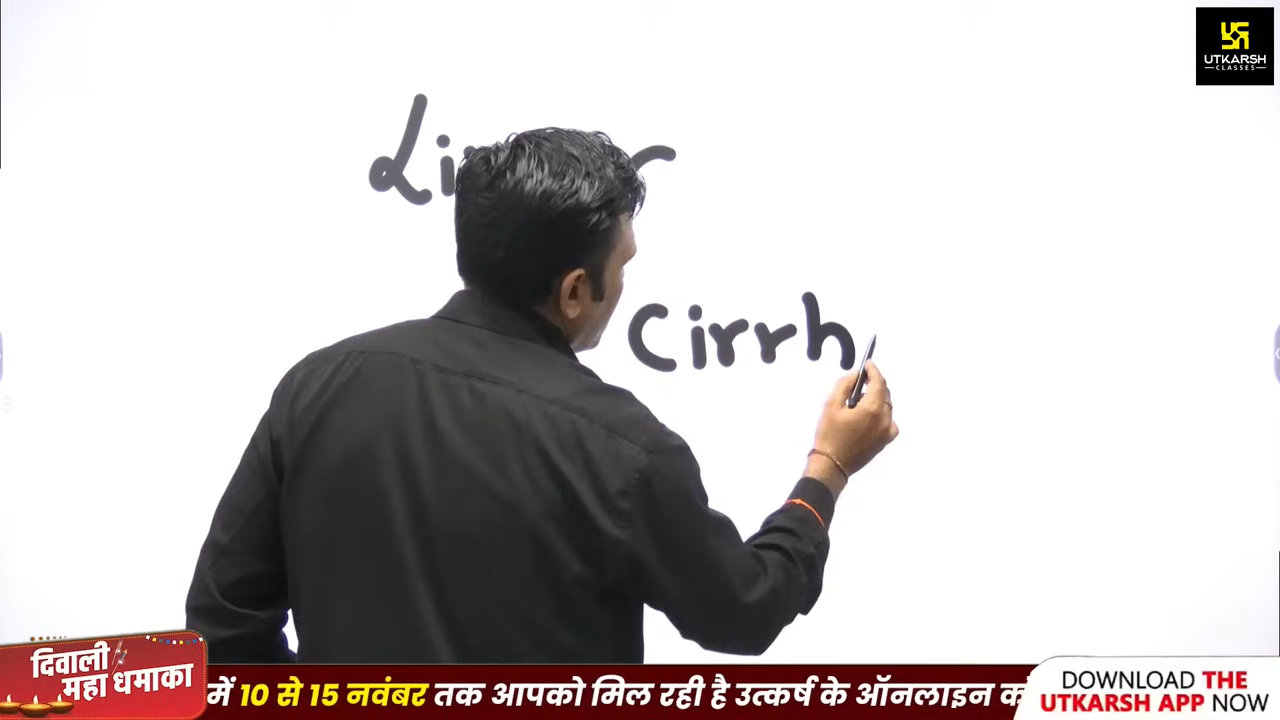 UTKARSH
CLASSES
Cirrh
दिवाली
महा धमाका
में 10 से 15 नवंबर तक आपको मिल रही है उत्कर्ष के ऑनलाइन
DOWNLOAD THE
UTKARSH APP NOW